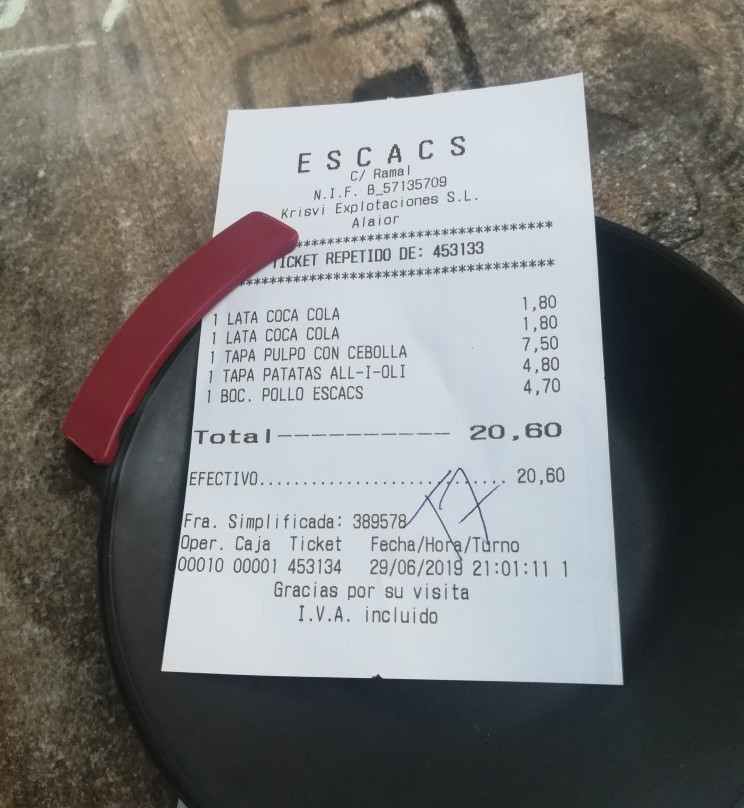 ESCACS
C/ Ramal
N.I.F. B_57135709
Krisvi Explotaciones S.L.
Alaior
************************************
TICKET REPETIDO DE: 453133
************************************
1 LATA COCA COLA 1,80
1 LATA COCA COLA 1,80
1 TAPA PULPO CON CEBOLLA 7,50
1 TAPA PATATAS ALL-I-OLI 4,80
1 BOC. POLLO ESCACS 4,70
Total----------- 20,60
EFECTIVO............................. 20,60
Fra. Simplificada: 389578
Oper. Caja Ticket Fecha/Hora/Turno
00010 00001 453134 29/06/2019 21:01:11 1
Gracias por su visita
I.V.A. incluido